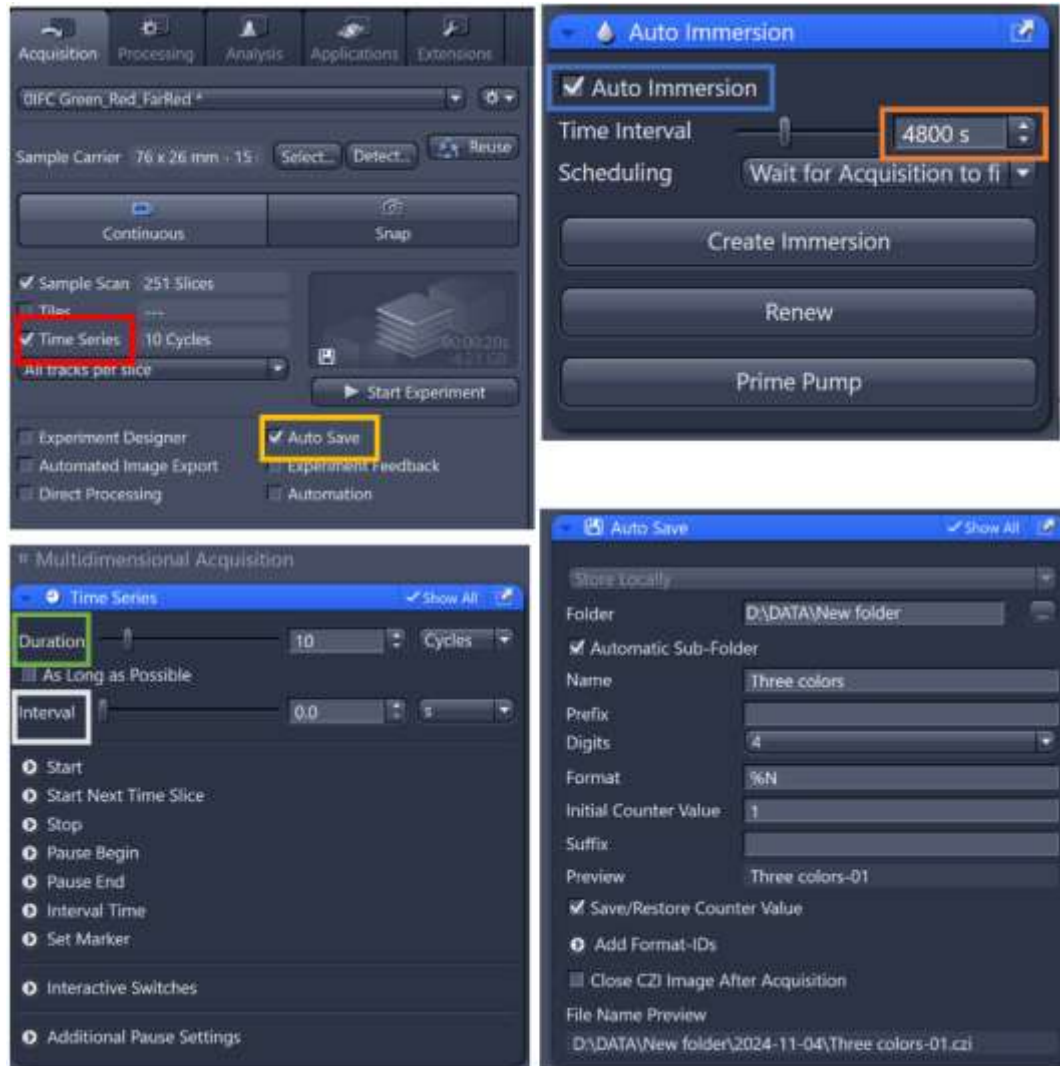 Acquisition Processing Analysis Applications Extensions
OIFC Green_Red_FarRed *
Sample Carrier 76 x 26 mm - 15 Select... Detect... Reuse
Continuous Snap
Sample Scan 251 Slices
Tiles ---
Time Series 10 Cycles
All tracks per slice
00:00:20s
Start Experiment
Experiment Designer Auto Save
Automated Image Export Experiment Feedback
Direct Processing Automation
Auto Immersion
Auto Immersion
Time Interval 4800 s
Scheduling Wait for Acquisition to fi
Create Immersion
Renew
Prime Pump
Multidimensional Acquisition
Time Series Show All
Duration 10 Cycles
As Long as Possible
Interval 0.0 s
Start
Start Next Time Slice
Stop
Pause Begin
Pause End
Interval Time
Set Marker
Interactive Switches
Additional Pause Settings
Auto Save Show All
Store Locally
Folder D:\DATA\New folder
Automatic Sub-Folder
Name Three colors
Prefix
Digits 4
Format %N
Initial Counter Value 1
Suffix
Preview Three colors-01
Save/Restore Counter Value
Add Format-IDs
Close CZI Image After Acquisition
File Name Preview
D:\DATA\New folder\2024-11-04\Three colors-01.czi